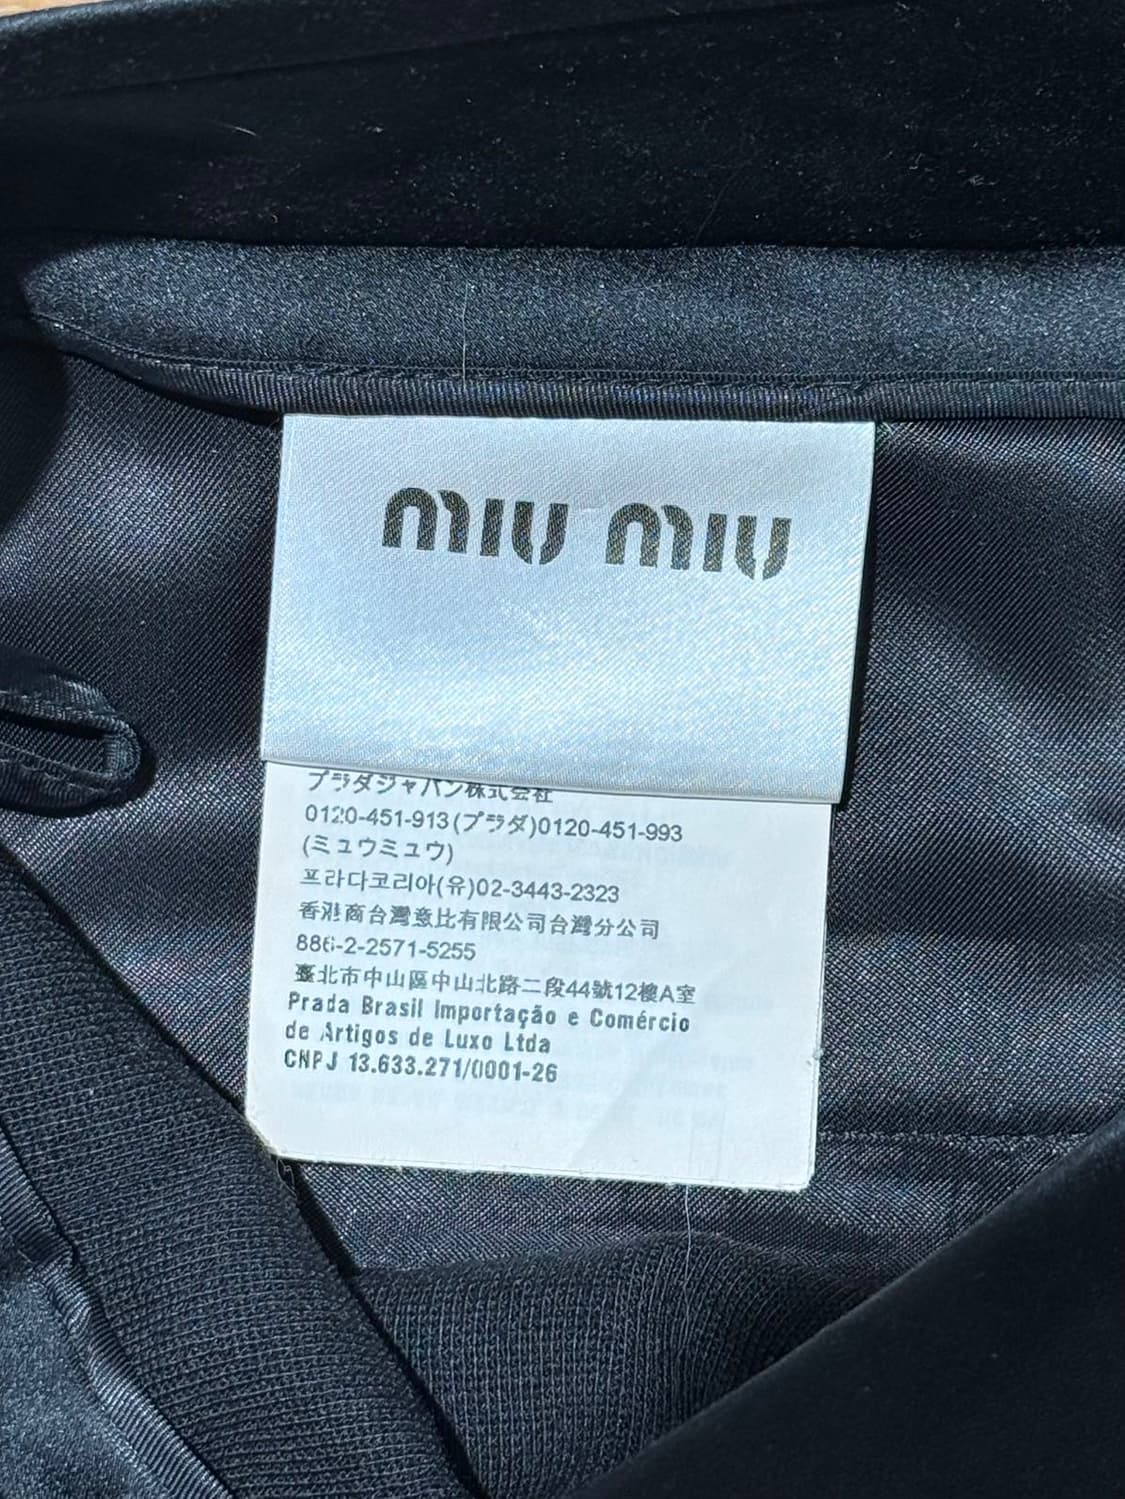 MIU MIU
プラダジャパン株式会社
0120-451-913(プラダ)0120-451-993
(ミュウミュウ)
프라다코리아(유)02-3443-2323
香港商台灣意比有限公司台灣分公司
886-2-2571-5255
臺北市中山區中山北路二段44號12樓A室
Prada Brasil Importação e Comércio
de Artigos de Luxo Ltda
CNPJ 13.633.271/0001-26